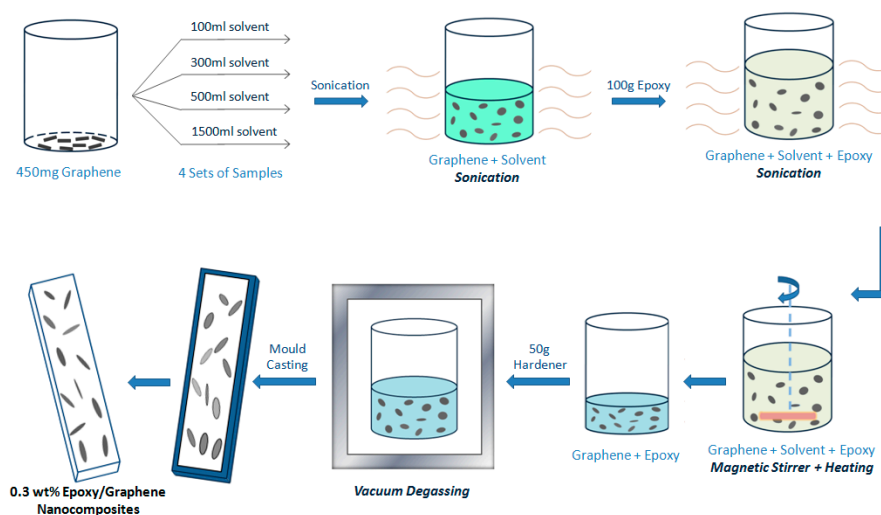 100ml solvent
300ml solvent
500ml solvent
1500ml solvent
450mg Graphene
4 Sets of Samples
Sonication
Graphene + Solvent
Sonication
100g Epoxy
Graphene + Solvent + Epoxy
Sonication
Graphene + Solvent + Epoxy
Magnetic Stirrer + Heating
Graphene + Epoxy
50g
Hardener
Vacuum Degassing
Mould
Casting
0.3 wt% Epoxy/Graphene
Nanocomposites